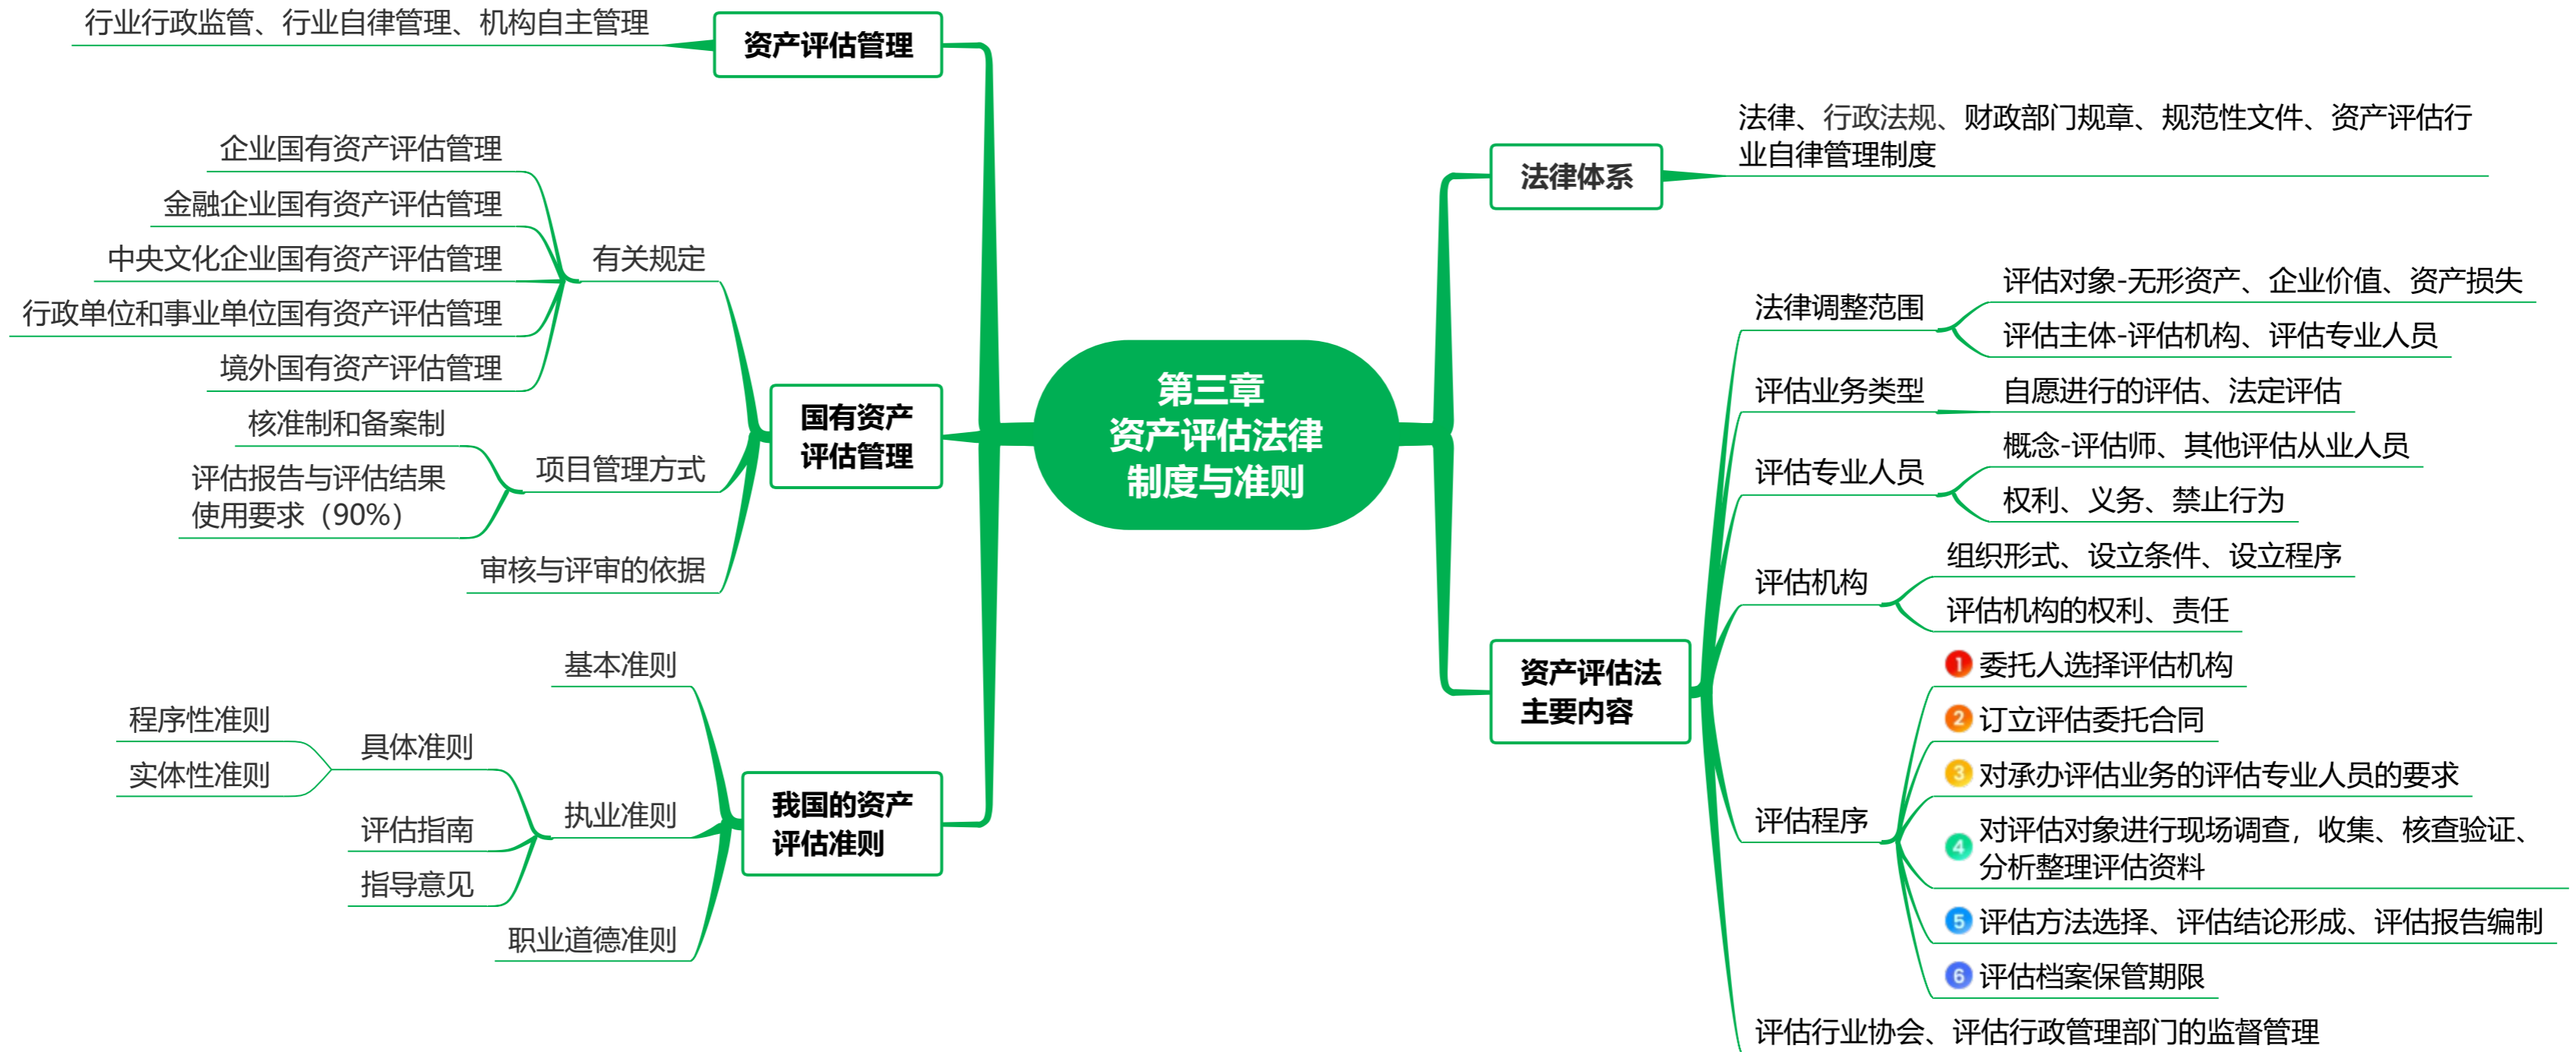 第三章
资产评估法律
制度与准则
法律体系
法律、行政法规、财政部门规章、规范性文件、资产评估行
业自律管理制度
资产评估法
主要内容
法律调整范围
评估对象-无形资产、企业价值、资产损失
评估主体-评估机构、评估专业人员
评估业务类型
自愿进行的评估、法定评估
评估专业人员
概念-评估师、其他评估从业人员
权利、义务、禁止行为
评估机构
组织形式、设立条件、设立程序
评估机构的权利、责任
评估程序
1 委托人选择评估机构
2 订立评估委托合同
3 对承办评估业务的评估专业人员的要求
4 对评估对象进行现场调查，收集、核查验证、
分析整理评估资料
5 评估方法选择、评估结论形成、评估报告编制
6 评估档案保管期限
评估行业协会、评估行政管理部门的监督管理
资产评估管理
行业行政监管、行业自律管理、机构自主管理
国有资产
评估管理
有关规定
企业国有资产评估管理
金融企业国有资产评估管理
中央文化企业国有资产评估管理
行政单位和事业单位国有资产评估管理
境外国有资产评估管理
项目管理方式
核准制和备案制
评估报告与评估结果
使用要求（90%）
审核与评审的依据
我国的资产
评估准则
基本准则
执业准则
具体准则
程序性准则
实体性准则
评估指南
指导意见
职业道德准则